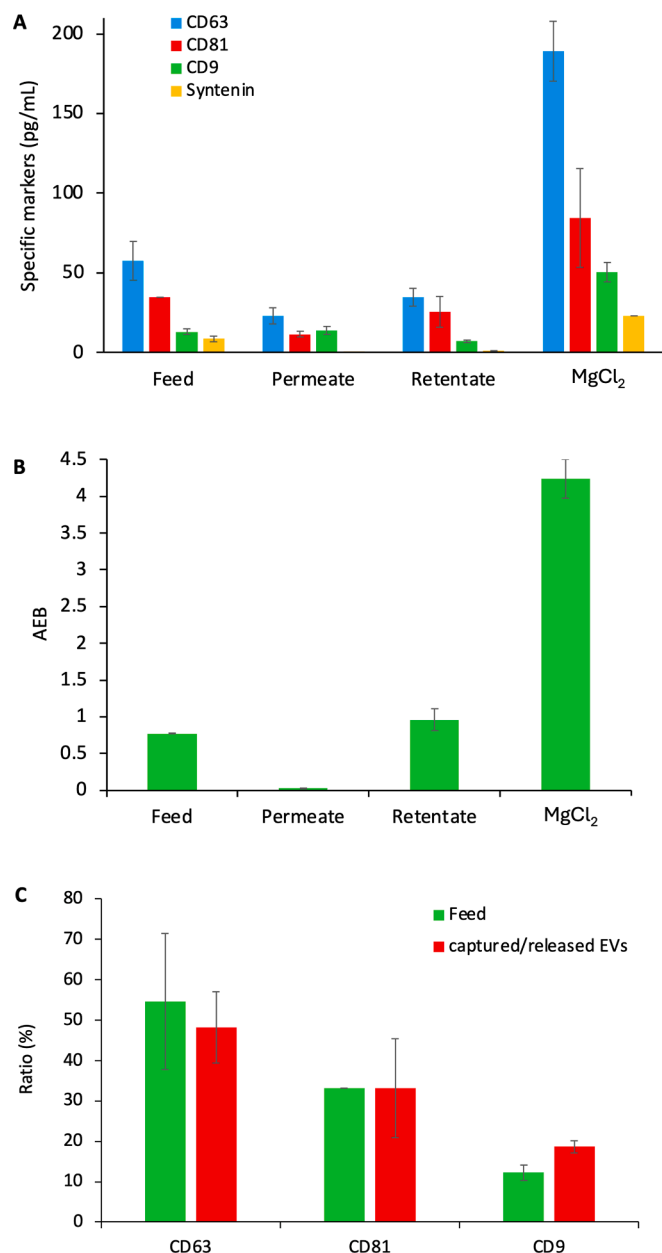 A
Specific markers (pg/mL)
200
150
100
50
0
CD63
CD81
CD9
Syntenin
Feed Permeate Retentate MgCl₂
B
AEB
4.5
4
3.5
3
2.5
2
1.5
1
0.5
0
Feed Permeate Retentate MgCl₂
C
Ratio (%)
80
70
60
50
40
30
20
10
0
Feed
captured/released EVs
CD63 CD81 CD9